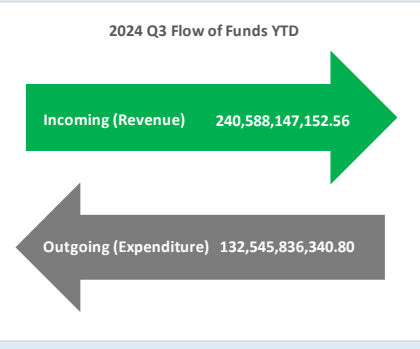 2024 Q3 Flow of Funds YTD
Incoming (Revenue) 240,588,147,152.56
Outgoing (Expenditure) 132,545,836,340.80